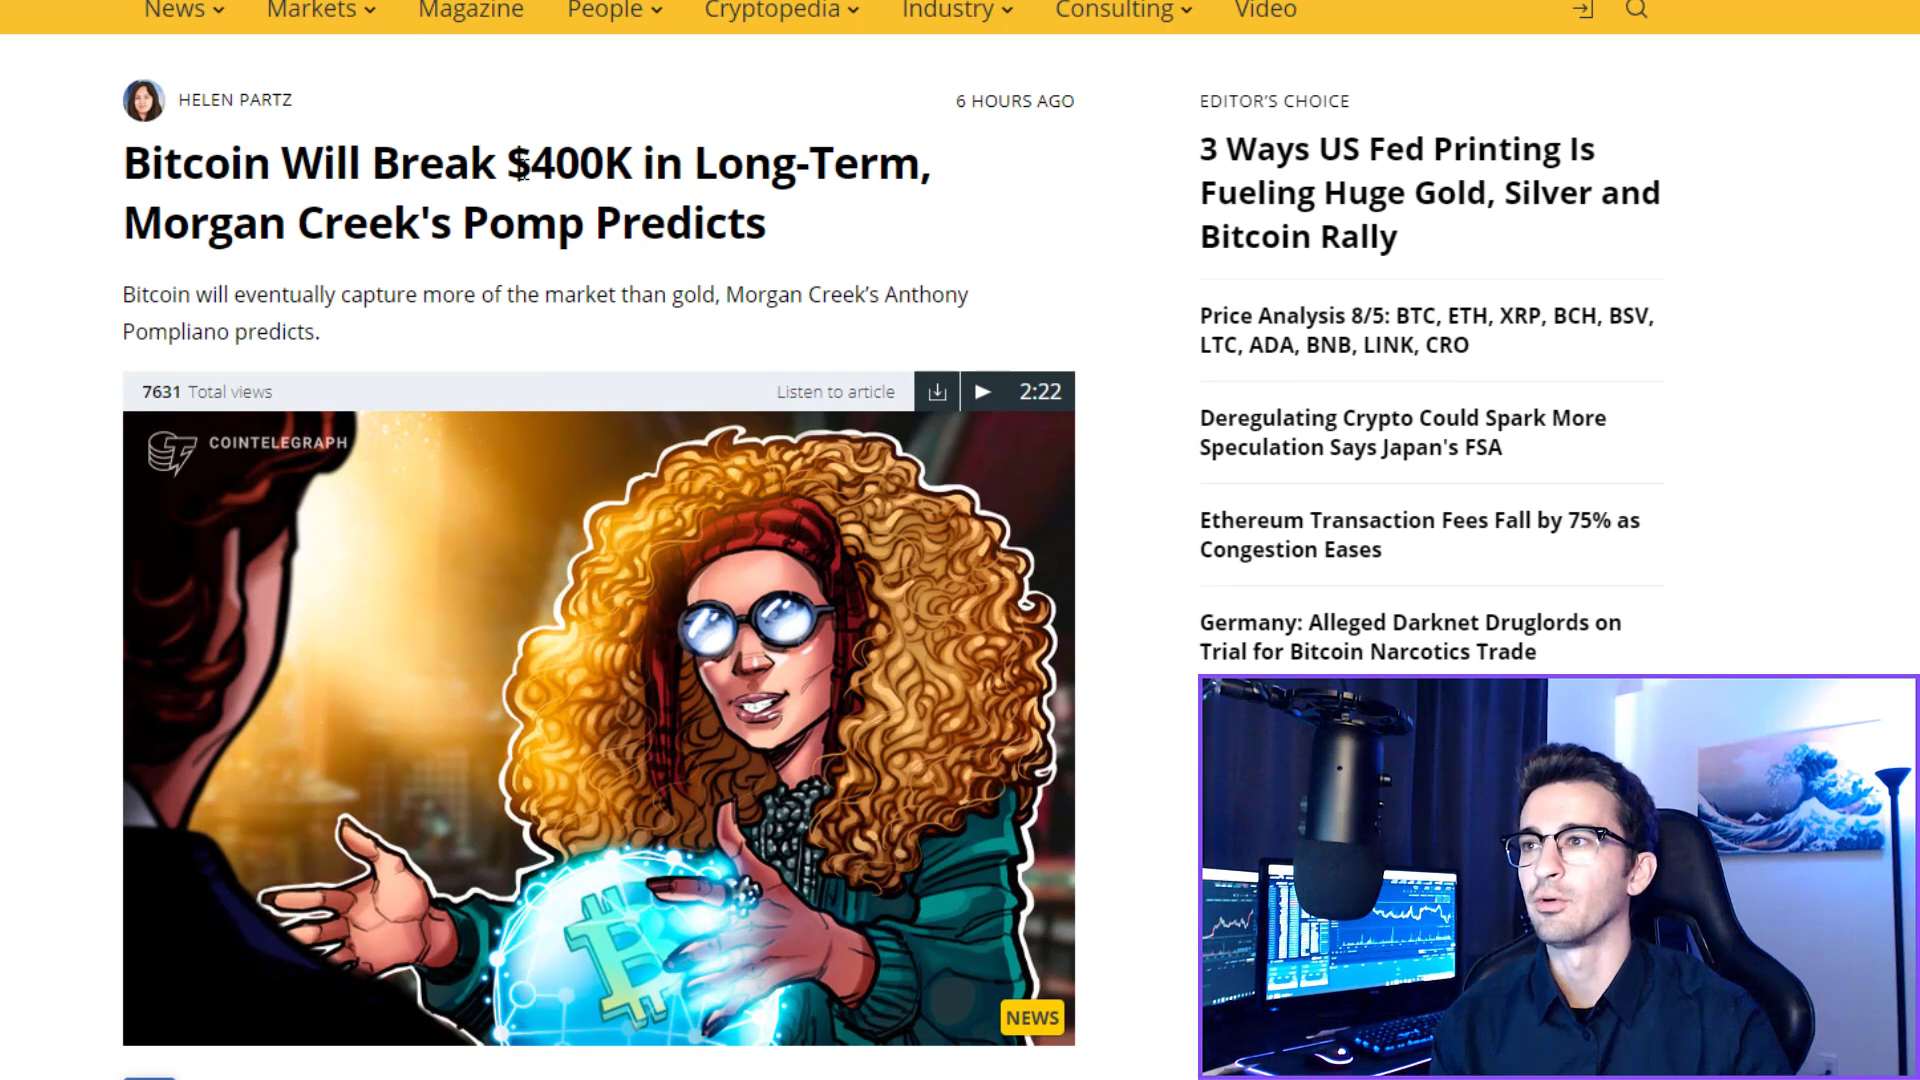 News Markets Magazine People Cryptopedia Industry Consulting Video
HELEN PARTZ
6 HOURS AGO
Bitcoin Will Break $400K in Long-Term,
Morgan Creek's Pomp Predicts
Bitcoin will eventually capture more of the market than gold, Morgan Creek’s Anthony
Pompliano predicts.
7631 Total views
Listen to article
2:22
COINTELEGRAPH
NEWS
EDITOR’S CHOICE
3 Ways US Fed Printing Is
Fueling Huge Gold, Silver and
Bitcoin Rally
Price Analysis 8/5: BTC, ETH, XRP, BCH, BSV,
LTC, ADA, BNB, LINK, CRO
Deregulating Crypto Could Spark More
Speculation Says Japan's FSA
Ethereum Transaction Fees Fall by 75% as
Congestion Eases
Germany: Alleged Darknet Druglords on
Trial for Bitcoin Narcotics Trade